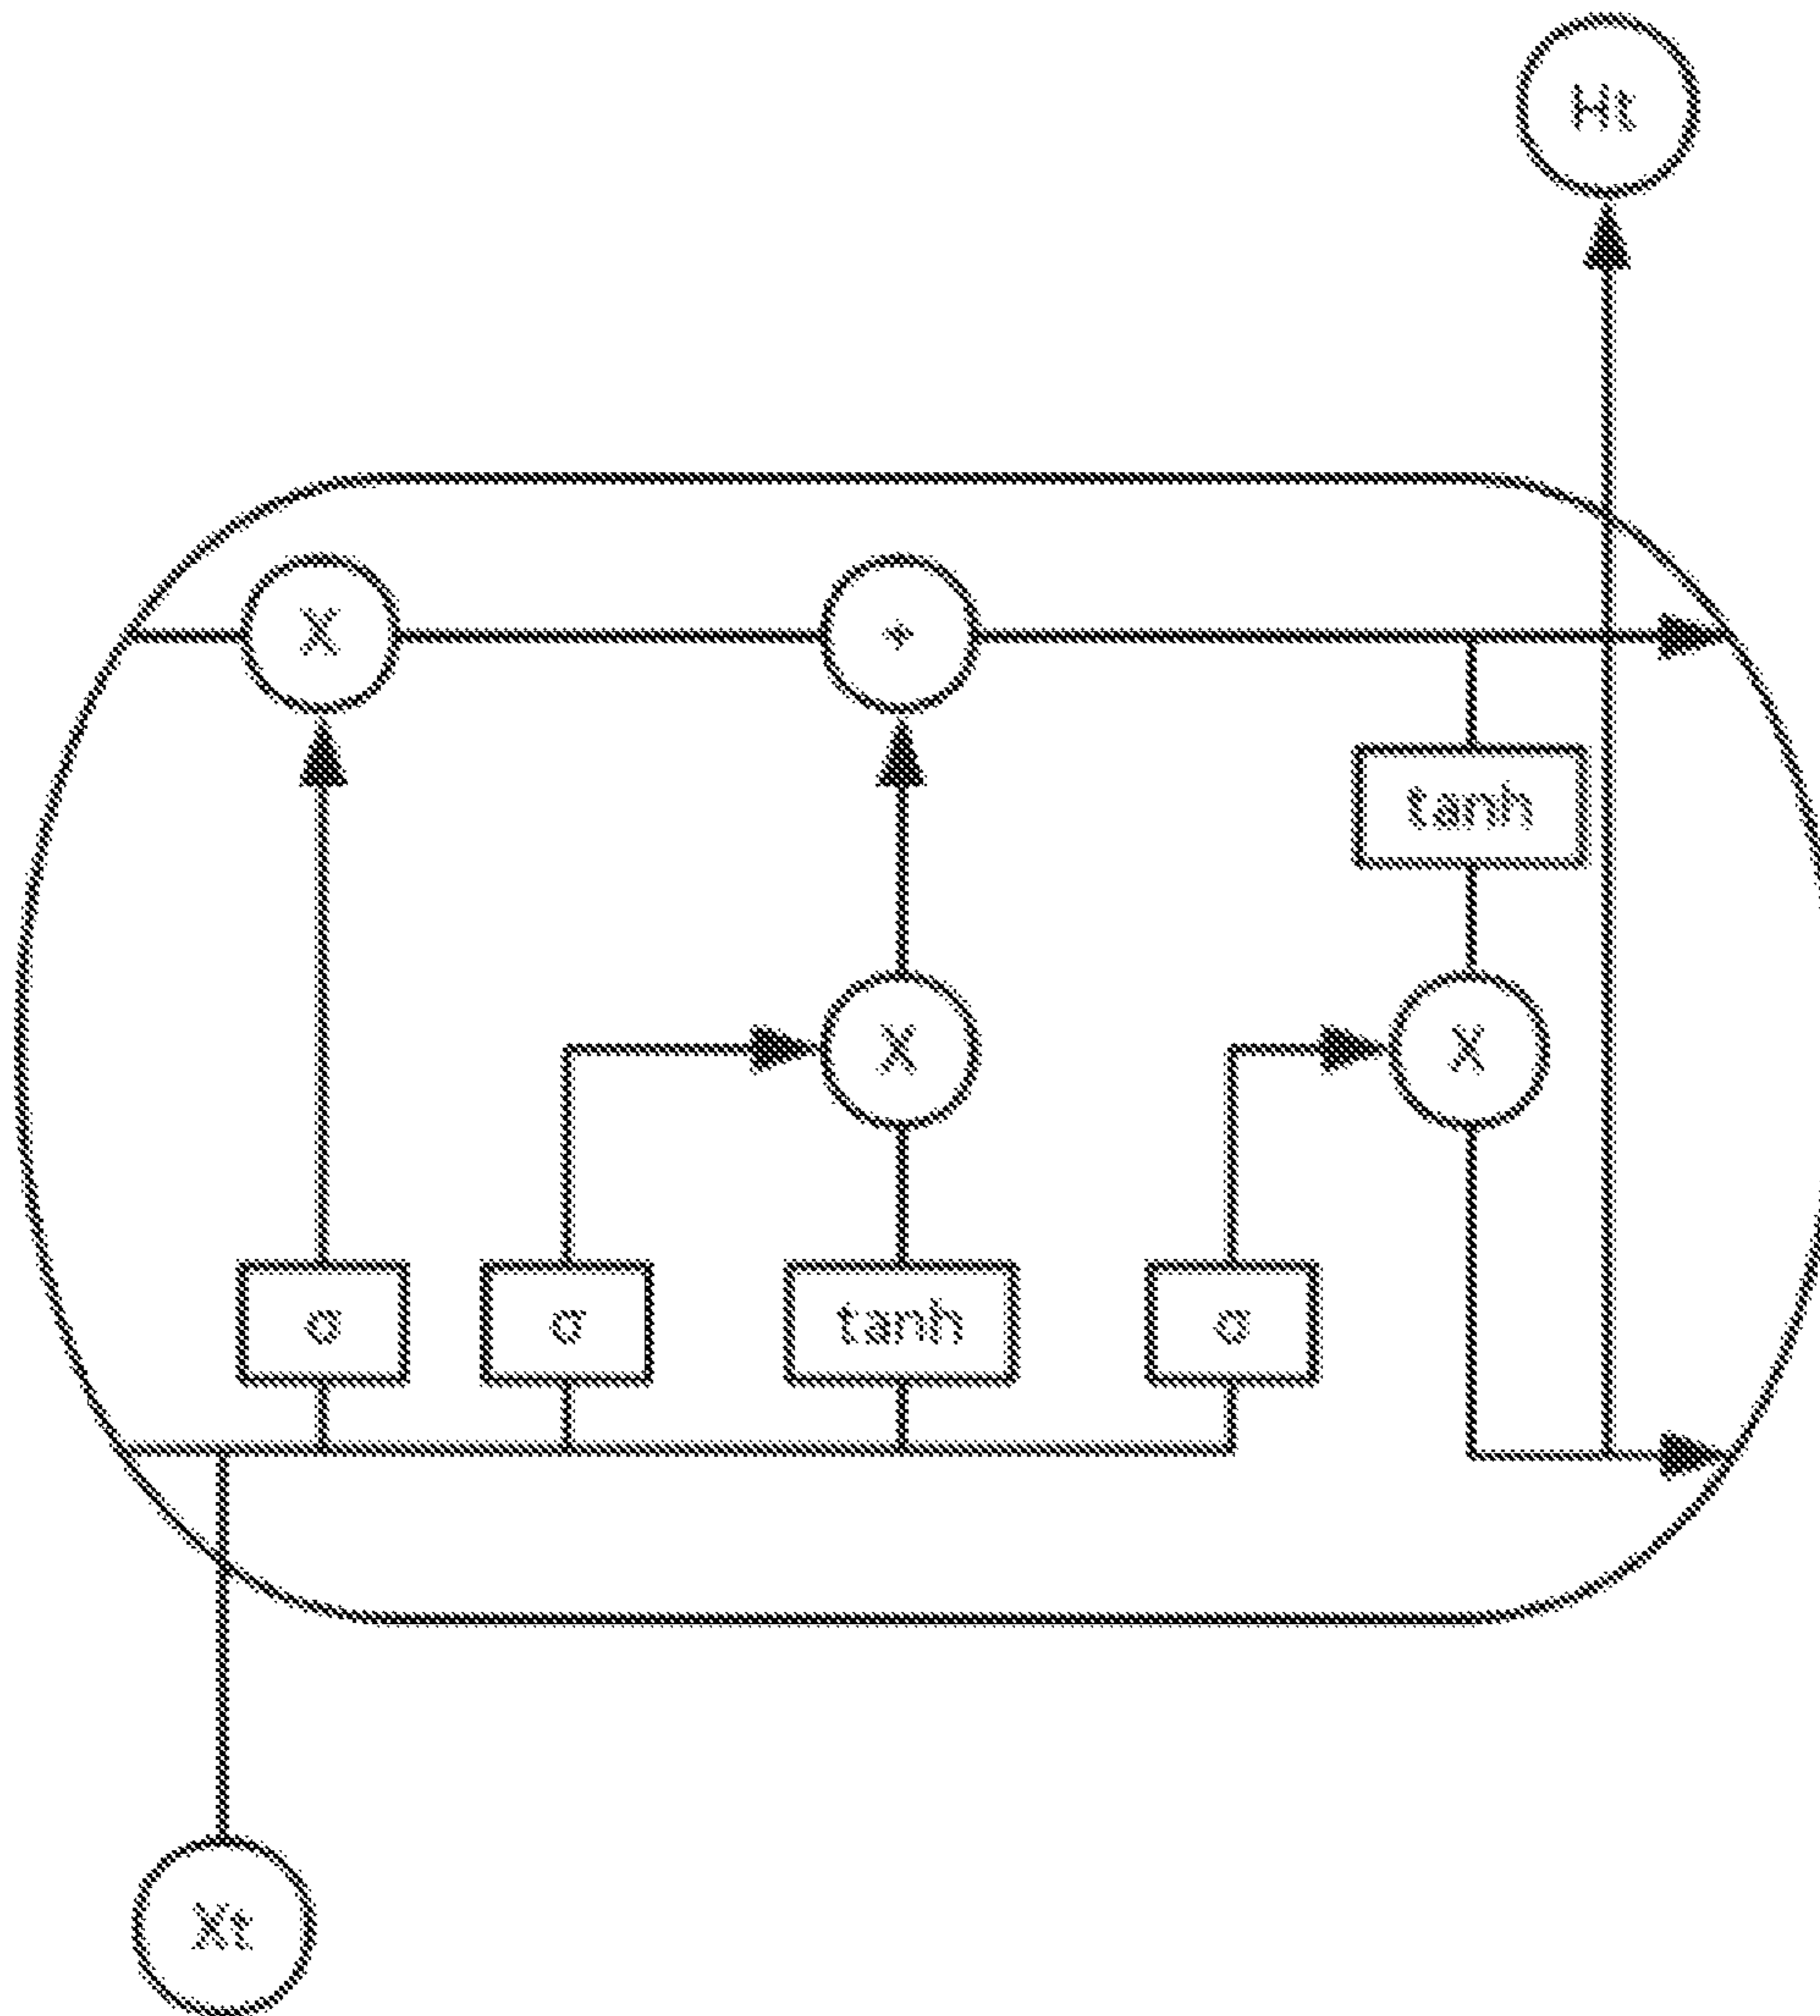 Ht
X +
tanh
X X
σ σ tanh σ
Xt